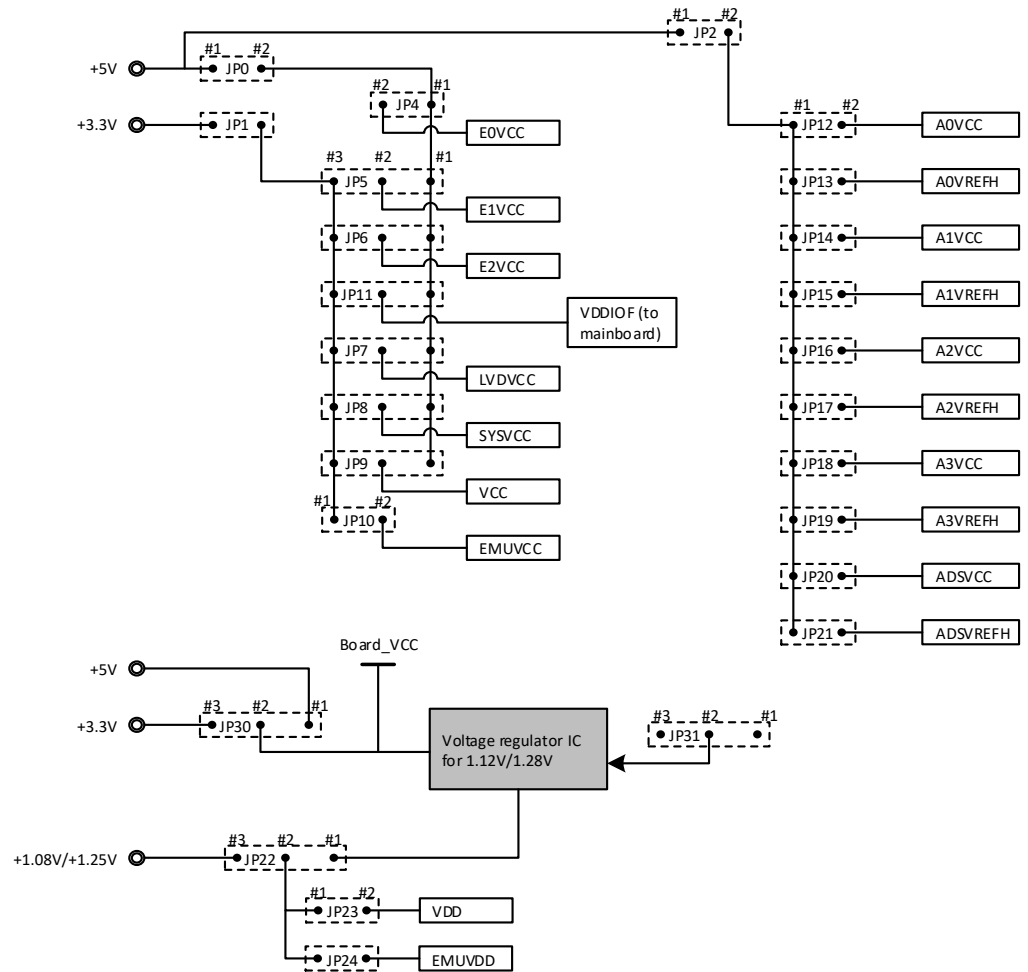 #1 #2
JP2
#1 #2
+5V
JP0
#2 #1
JP4
+3.3V
JP1
E0VCC
#1 #2
JP12
A0VCC
#3 #2 #1
JP5
E1VCC
JP13
A0VREFH
JP6
E2VCC
JP14
A1VCC
JP11
VDDIOF (to
mainboard)
JP15
A1VREFH
JP7
LVDVCC
JP16
A2VCC
JP8
SYSVCC
JP17
A2VREFH
JP9
VCC
JP18
A3VCC
#1 #2
JP10
EMUVCC
JP19
A3VREFH
JP20
ADSVCC
JP21
ADSVREFH
Board_VCC
+5V
#3 #2 #1
+3.3V
JP30
Voltage regulator IC
for 1.12V/1.28V
#3 #2 #1
JP31
#3 #2 #1
+1.08V/+1.25V
JP22
#1 #2
JP23
VDD
JP24
EMUVDD